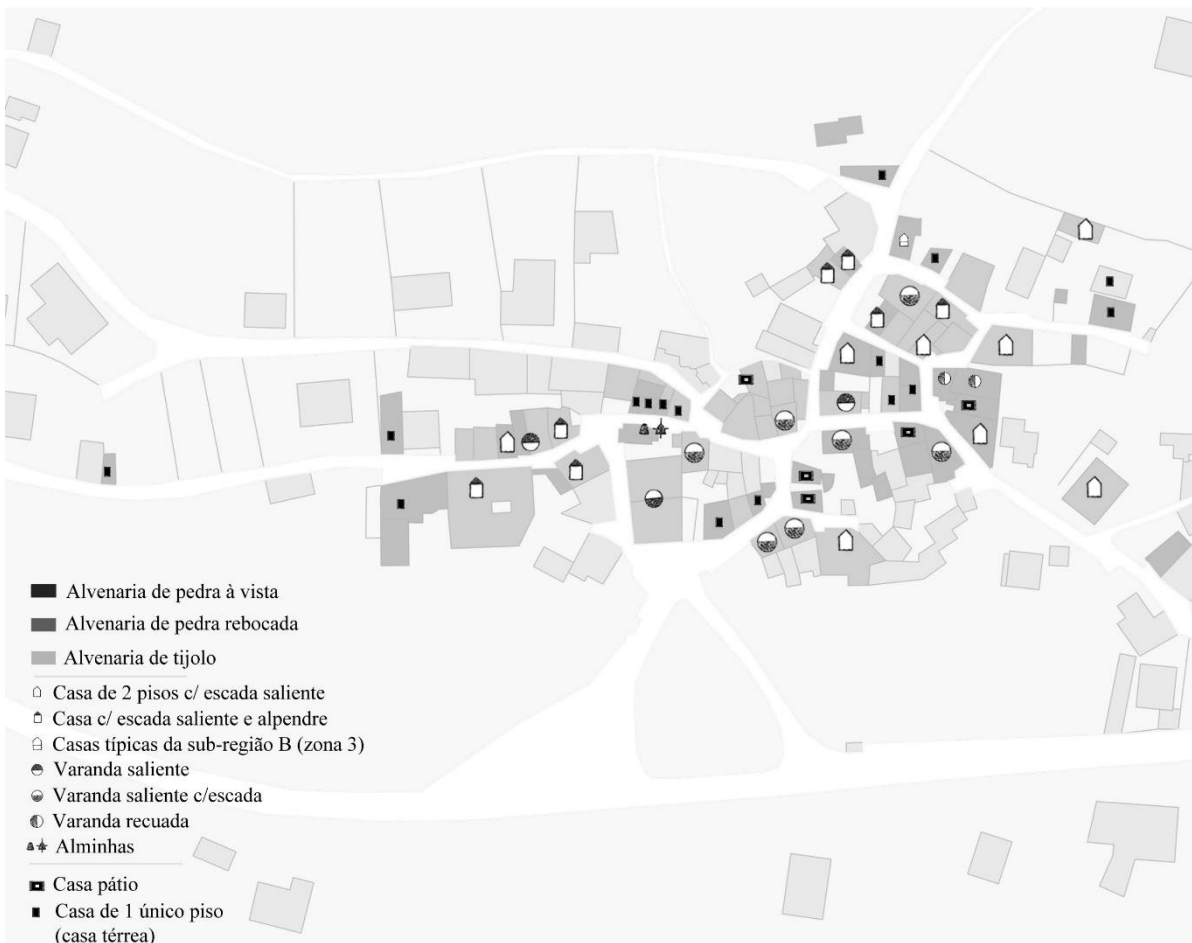 Alvenaria de pedra à vista
Alvenaria de pedra rebocada
Alvenaria de tijolo
Casa de 2 pisos c/ escada saliente
Casa c/ escada saliente e alpendre
Casas típicas da sub-região B (zona 3)
Varanda saliente
Varanda saliente c/escada
Varanda recuada
Alminhas
Casa pátio
Casa de 1 único piso
(casa térrea)